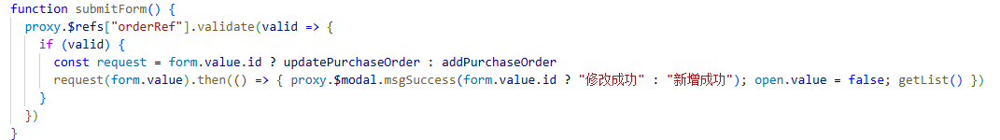 function submitForm() {
  proxy.$refs["orderRef"].validate(valid => {
    if (valid) {
      const request = form.value.id ? updatePurchaseOrder : addPurchaseOrder
      request(form.value).then(() => { proxy.$modal.msgSuccess(form.value.id ? "修改成功" : "新增成功"); open.value = false; getList() })
    }
  })
}